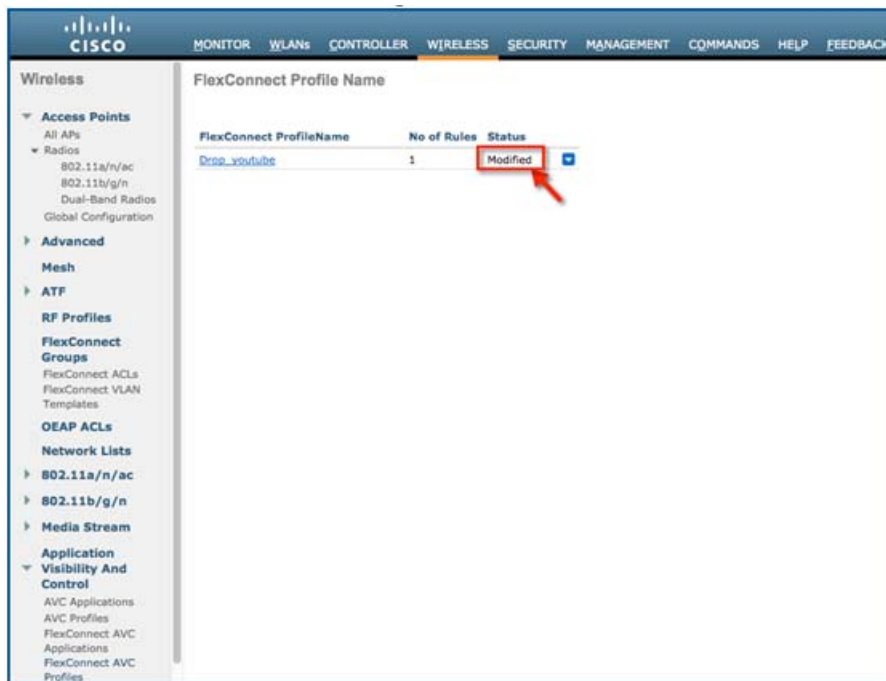 CISCO
MONITOR WLANs CONTROLLER WIRELESS SECURITY MANAGEMENT COMMANDS HELP FEEDBACK
Wireless
Access Points
All APs
Radios
802.11a/n/ac
802.11b/g/n
Dual-Band Radios
Global Configuration
Advanced
Mesh
ATF
RF Profiles
FlexConnect
Groups
FlexConnect ACLs
FlexConnect VLAN
Templates
OEAP ACLs
Network Lists
802.11a/n/ac
802.11b/g/n
Media Stream
Application
Visibility And
Control
AVC Applications
AVC Profiles
FlexConnect AVC
Applications
FlexConnect AVC
Profiles
FlexConnect Profile Name
FlexConnect ProfileName No of Rules Status
Drop_youtube 1 Modified